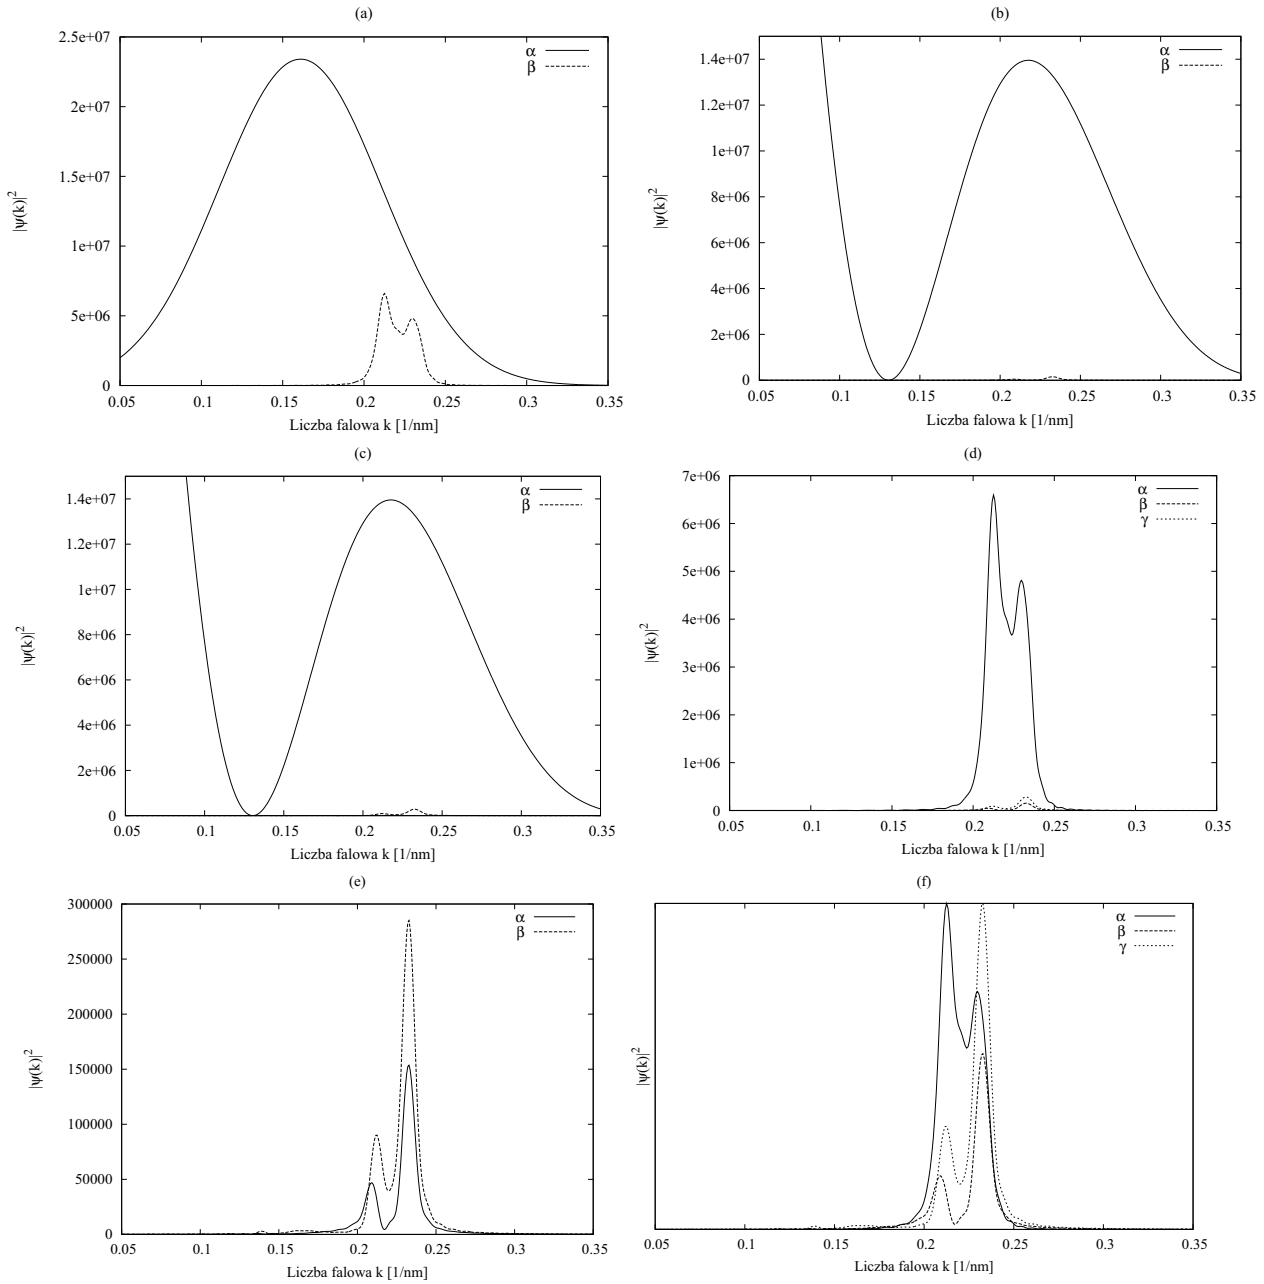 (a)
2.5e+07
2e+07
1.5e+07
1e+07
5e+06
0
0.05 0.1 0.15 0.2 0.25 0.3 0.35
|ψ(k)|²
Liczba falowa k [1/nm]
α
β
(b)
1.4e+07
1.2e+07
1e+07
8e+06
6e+06
4e+06
2e+06
0
0.05 0.1 0.15 0.2 0.25 0.3 0.35
|ψ(k)|²
Liczba falowa k [1/nm]
α
β
(c)
1.4e+07
1.2e+07
1e+07
8e+06
6e+06
4e+06
2e+06
0
0.05 0.1 0.15 0.2 0.25 0.3 0.35
|ψ(k)|²
Liczba falowa k [1/nm]
α
β
(d)
7e+06
6e+06
5e+06
4e+06
3e+06
2e+06
1e+06
0
0.05 0.1 0.15 0.2 0.25 0.3 0.35
|ψ(k)|²
Liczba falowa k [1/nm]
α
β
γ
(e)
300000
250000
200000
150000
100000
50000
0
0.05 0.1 0.15 0.2 0.25 0.3 0.35
|ψ(k)|²
Liczba falowa k [1/nm]
α
β
(f)
0.05 0.1 0.15 0.2 0.25 0.3 0.35
|ψ(k)|²
Liczba falowa k [1/nm]
α
β
γ